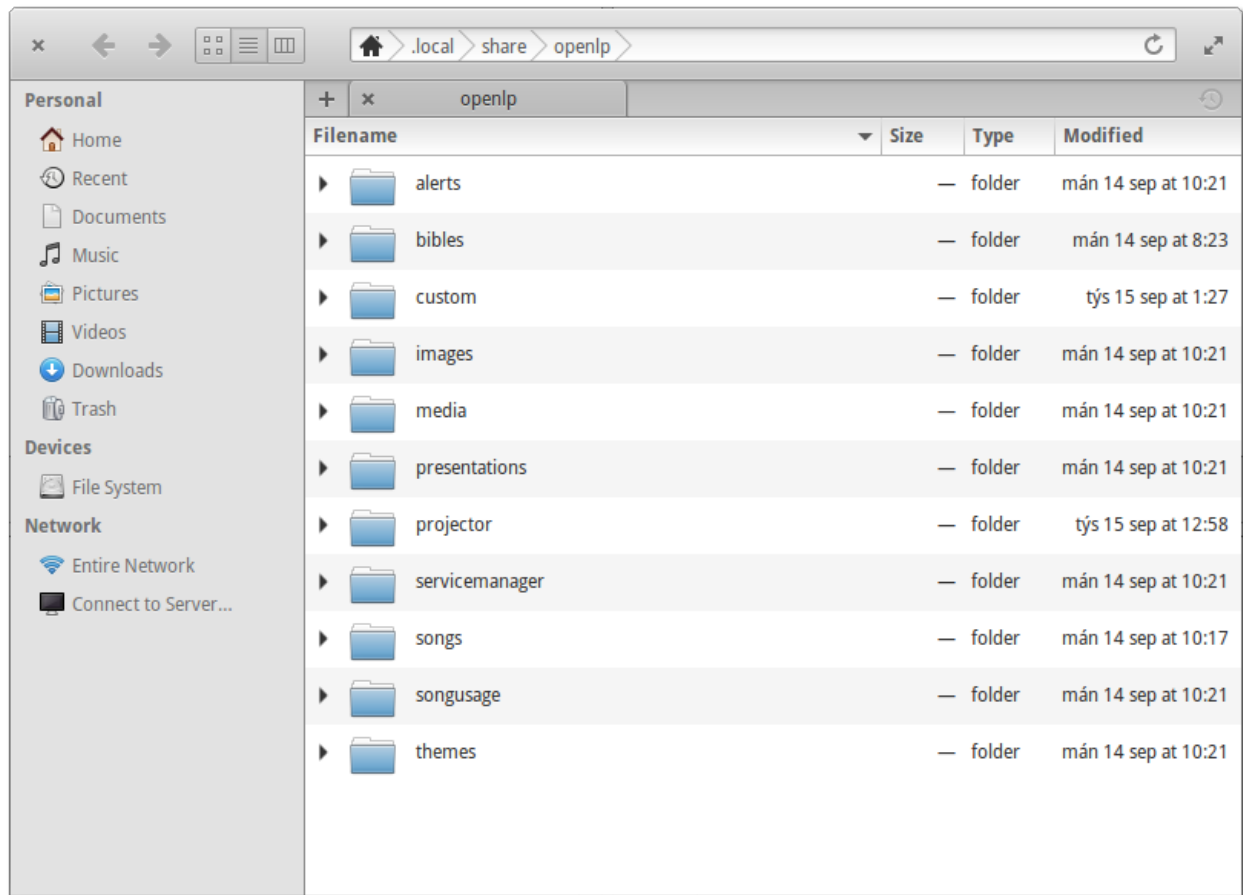 .local share openlp
openlp
Personal
Home
Recent
Documents
Music
Pictures
Videos
Downloads
Trash
Devices
File System
Network
Entire Network
Connect to Server...
Filename Size Type Modified
alerts — folder mán 14 sep at 10:21
bibles — folder mán 14 sep at 8:23
custom — folder týs 15 sep at 1:27
images — folder mán 14 sep at 10:21
media — folder mán 14 sep at 10:21
presentations — folder mán 14 sep at 10:21
projector — folder týs 15 sep at 12:58
servicemanager — folder mán 14 sep at 10:21
songs — folder mán 14 sep at 10:17
songusage — folder mán 14 sep at 10:21
themes — folder mán 14 sep at 10:21